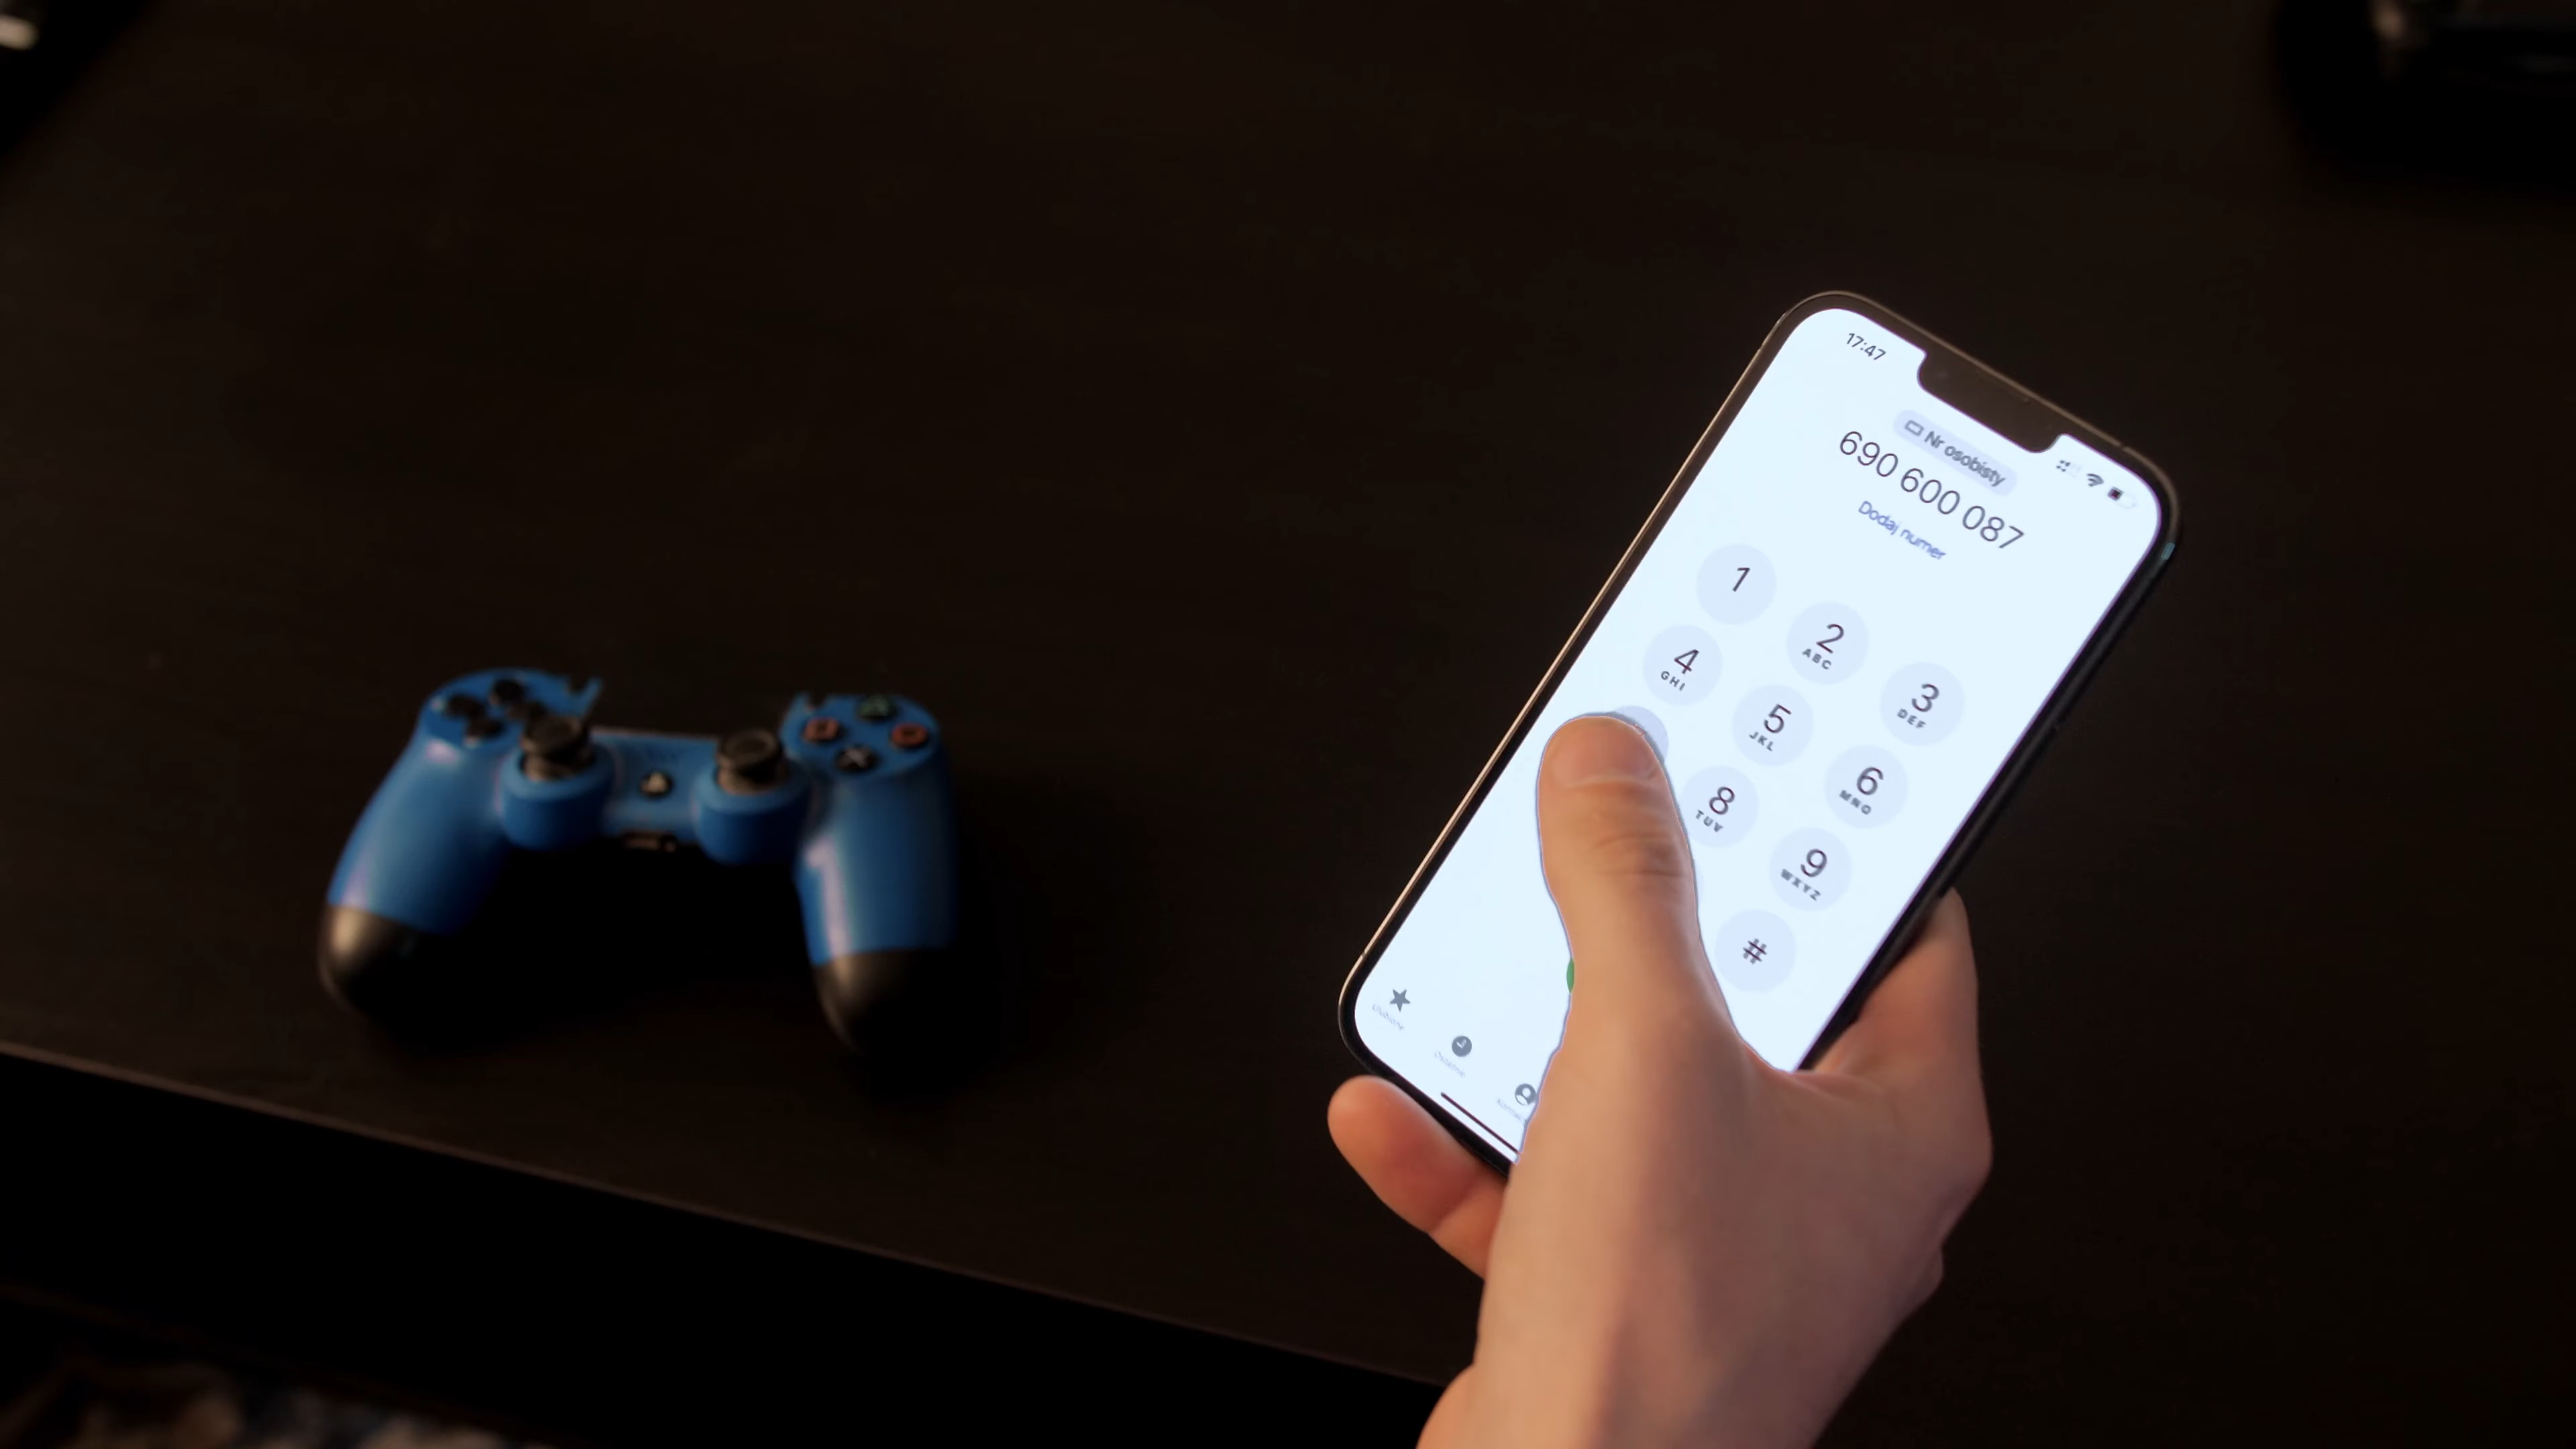 17:47
Nr osobisty
690 600 087
Dodaj numer
1
2
ABC
3
DEF
4
GHI
5
JKL
6
MNO
8
TUV
9
WXYZ
#